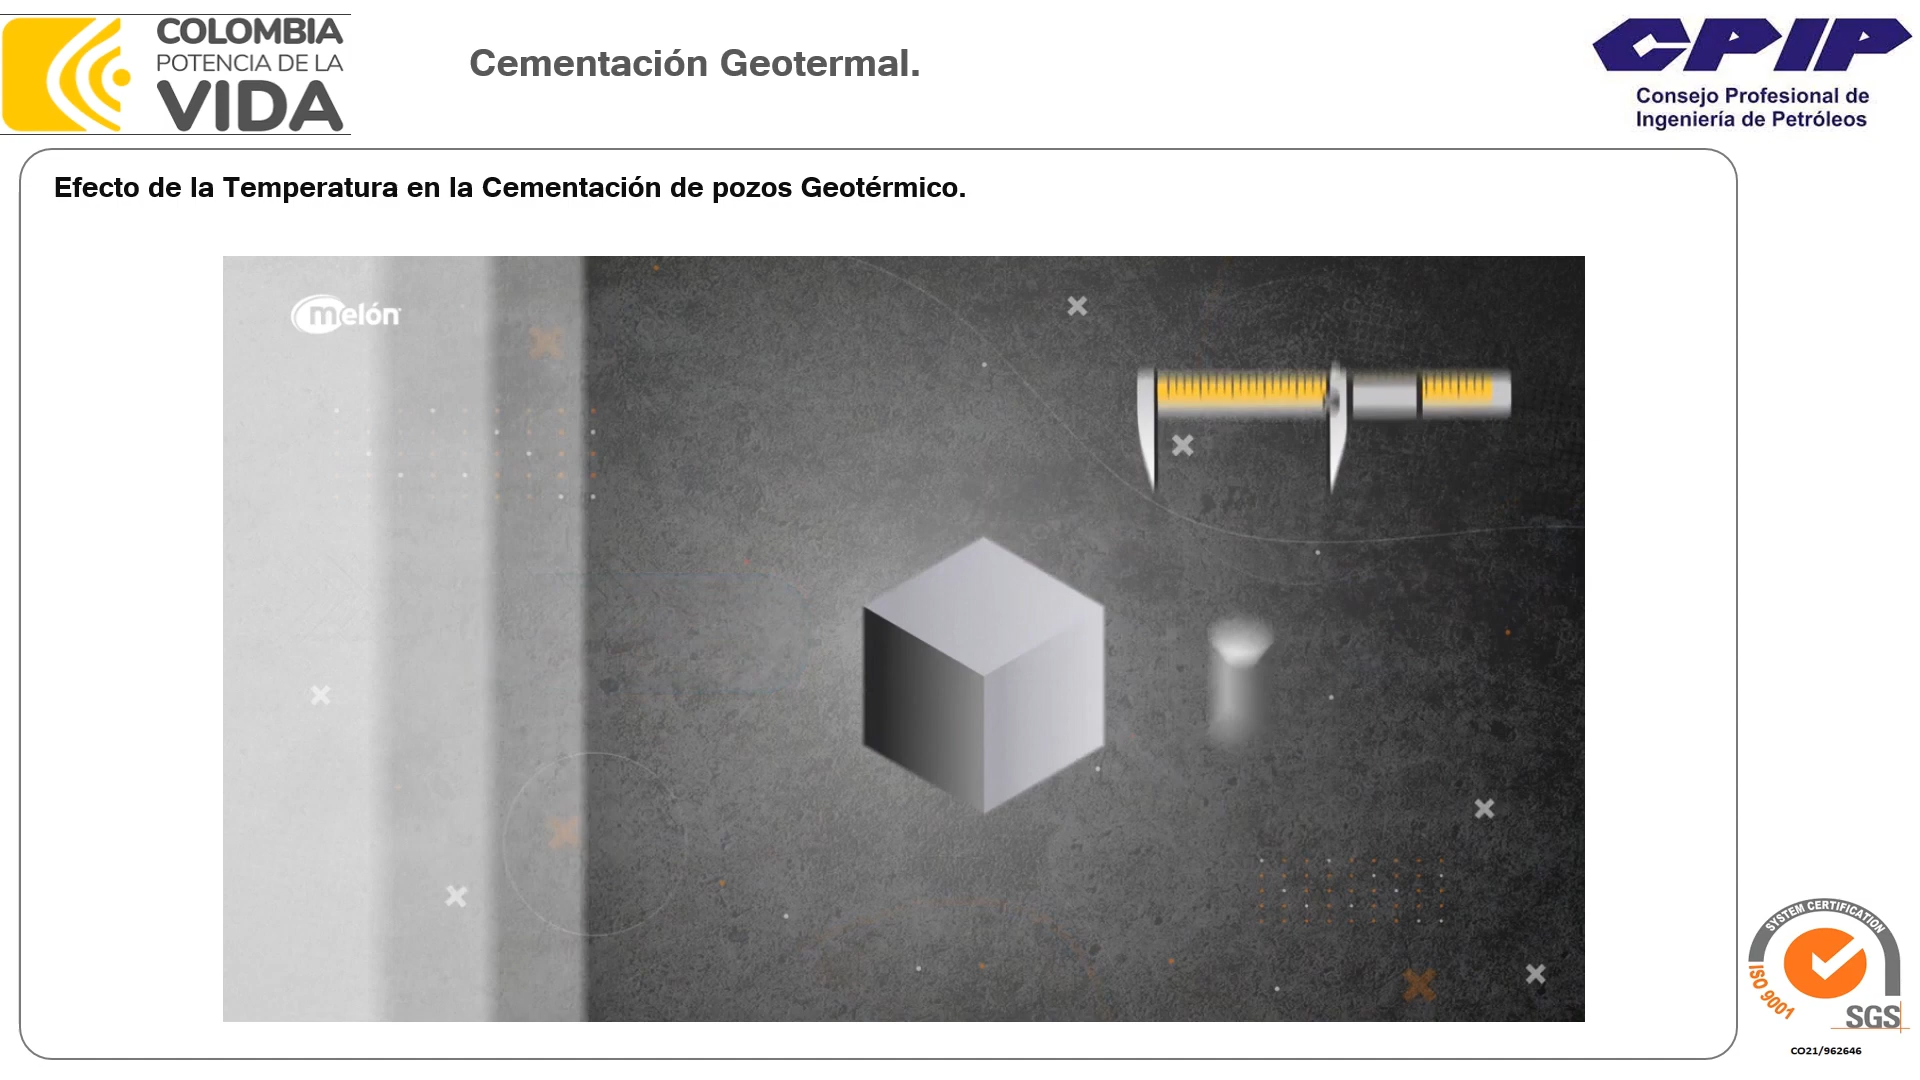 COLOMBIA
POTENCIA DE LA
VIDA
Cementación Geotermal.
CPIP
Consejo Profesional de
Ingeniería de Petróleos
Efecto de la Temperatura en la Cementación de pozos Geotérmico.
melón
SYSTEM CERTIFICATION
ISO 9001
SGS
CO21/962646